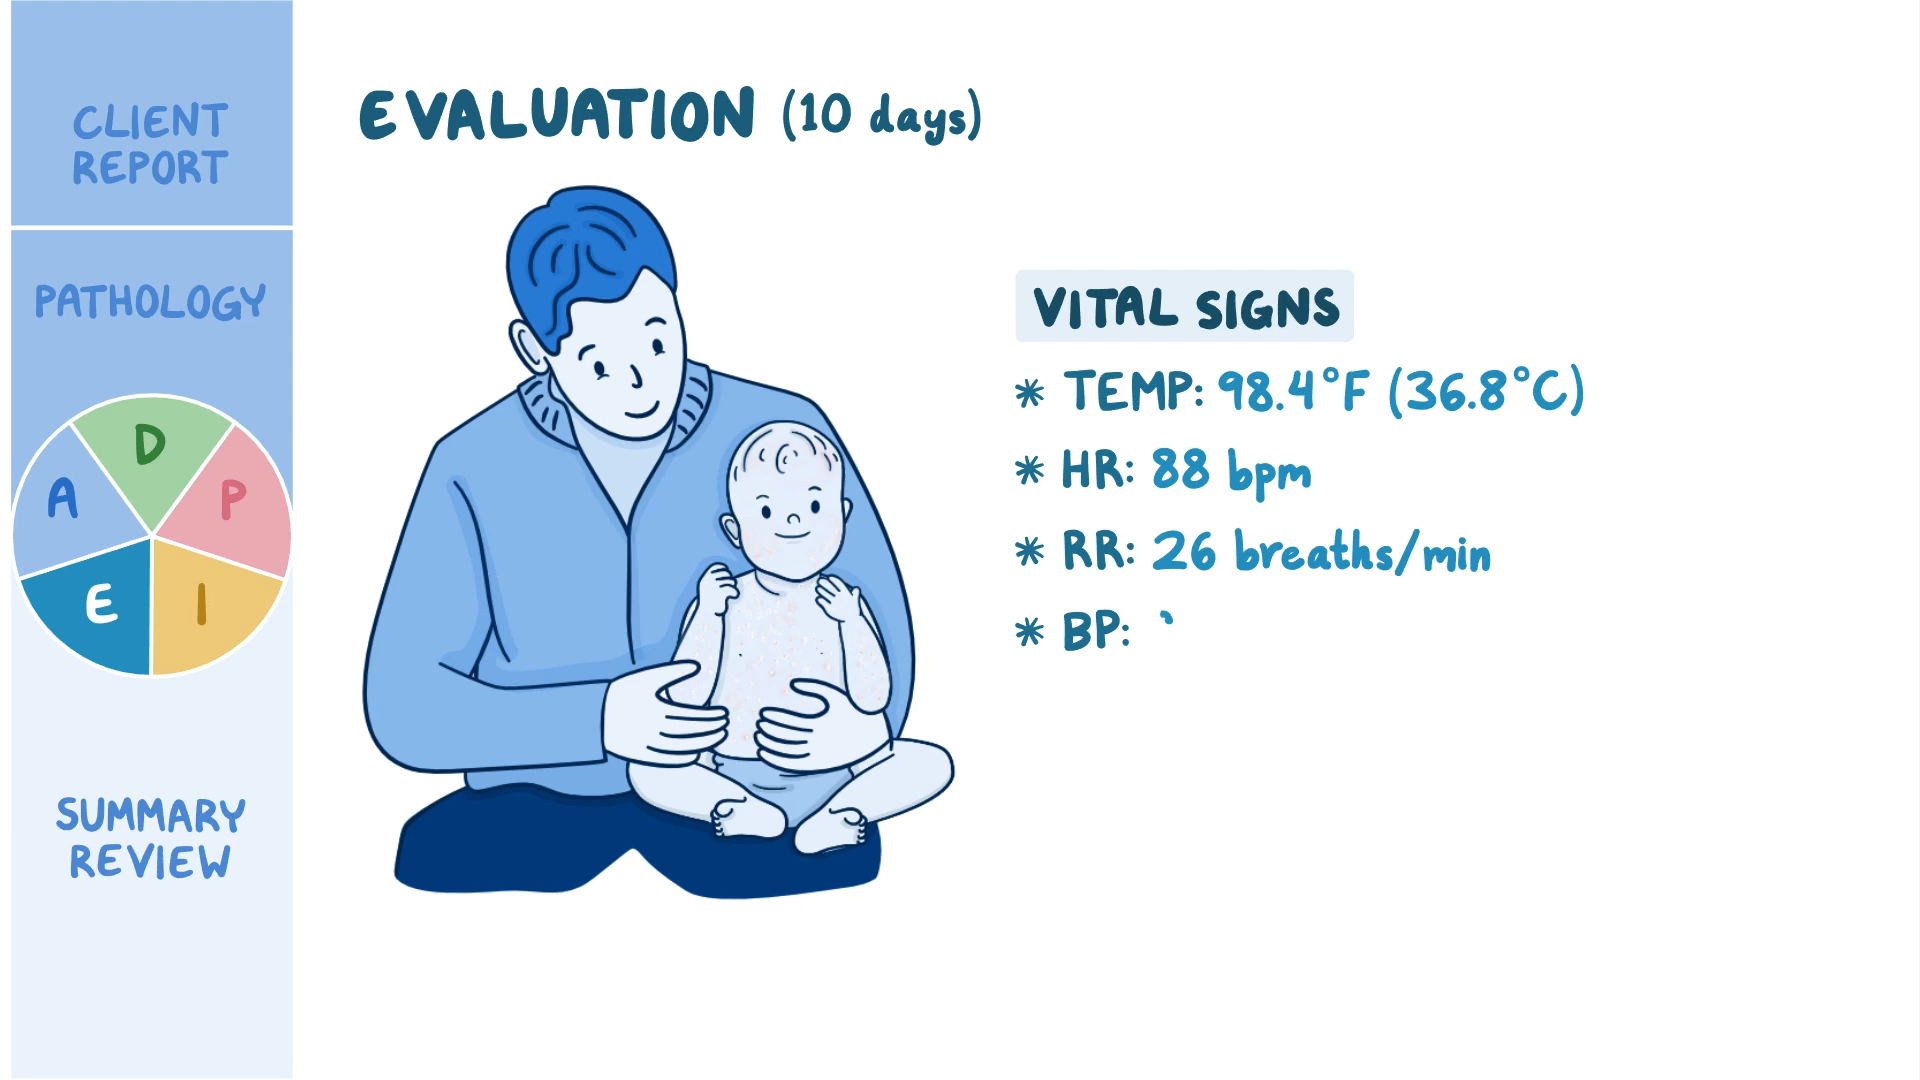 CLIENT
REPORT
PATHOLOGY
A
D
P
E
I
SUMMARY
REVIEW
EVALUATION (10 days)
VITAL SIGNS
* TEMP: 98.4°F (36.8°C)
* HR: 88 bpm
* RR: 26 breaths/min
* BP: